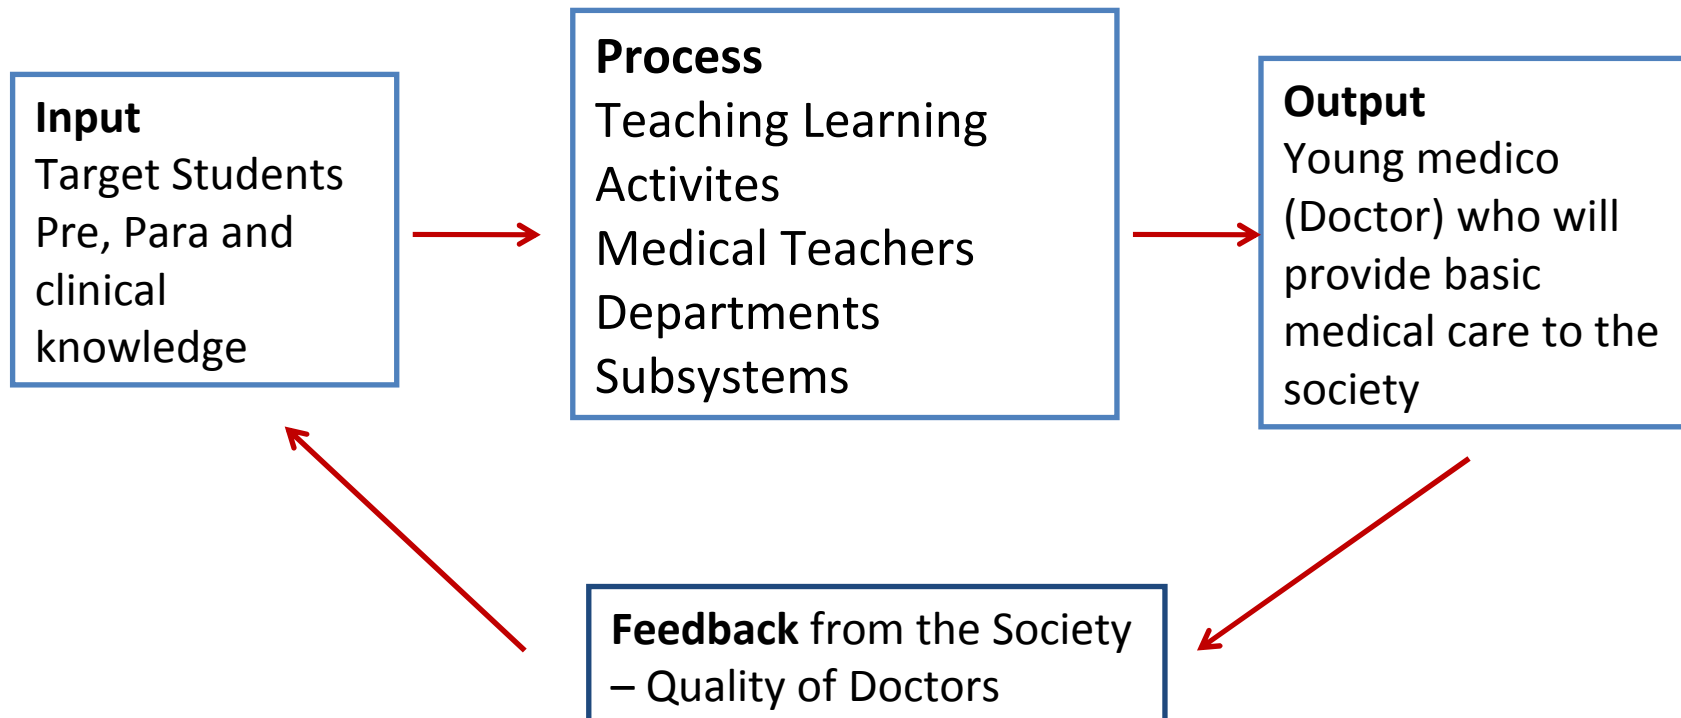 Input
Target Students
Pre, Para and
clinical
knowledge
Process
Teaching Learning
Activites
Medical Teachers
Departments
Subsystems
Output
Young medico
(Doctor) who will
provide basic
medical care to the
society
Feedback from the Society
– Quality of Doctors